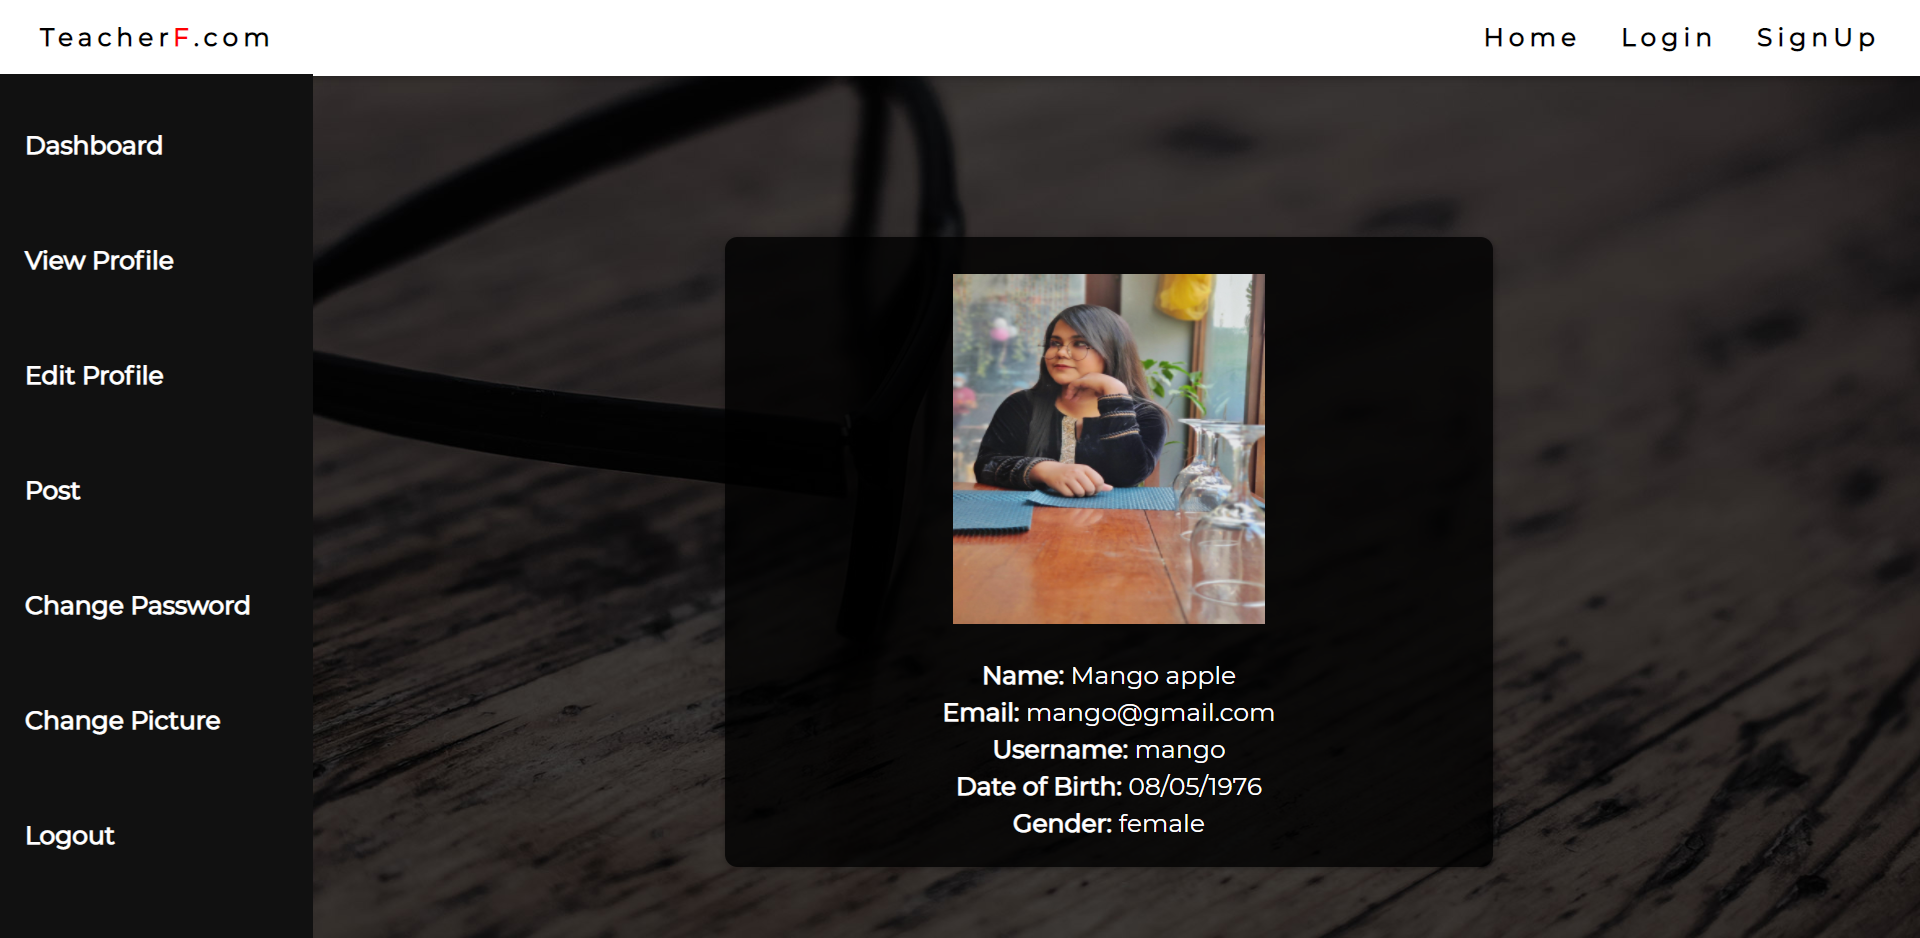 TeacherF.com
Home Login SignUp
Dashboard
View Profile
Edit Profile
Post
Change Password
Change Picture
Logout
Name: Mango apple
Email: mango@gmail.com
Username: mango
Date of Birth: 08/05/1976
Gender: female